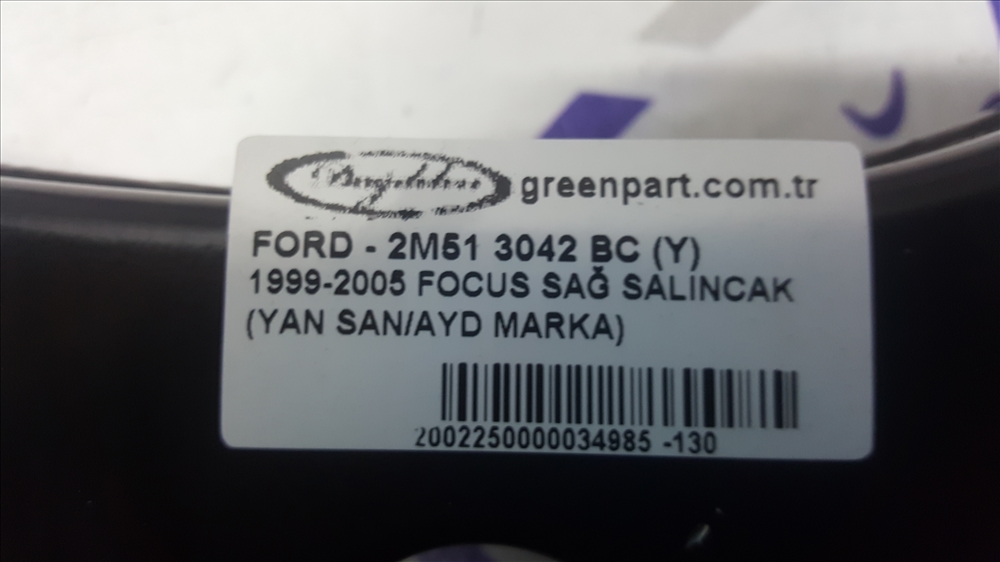 greenpart.com.tr
FORD - 2M51 3042 BC (Y)
1999-2005 FOCUS SAĞ SALINCAK
(YAN SAN/AYD MARKA)
2002250000034985 -130